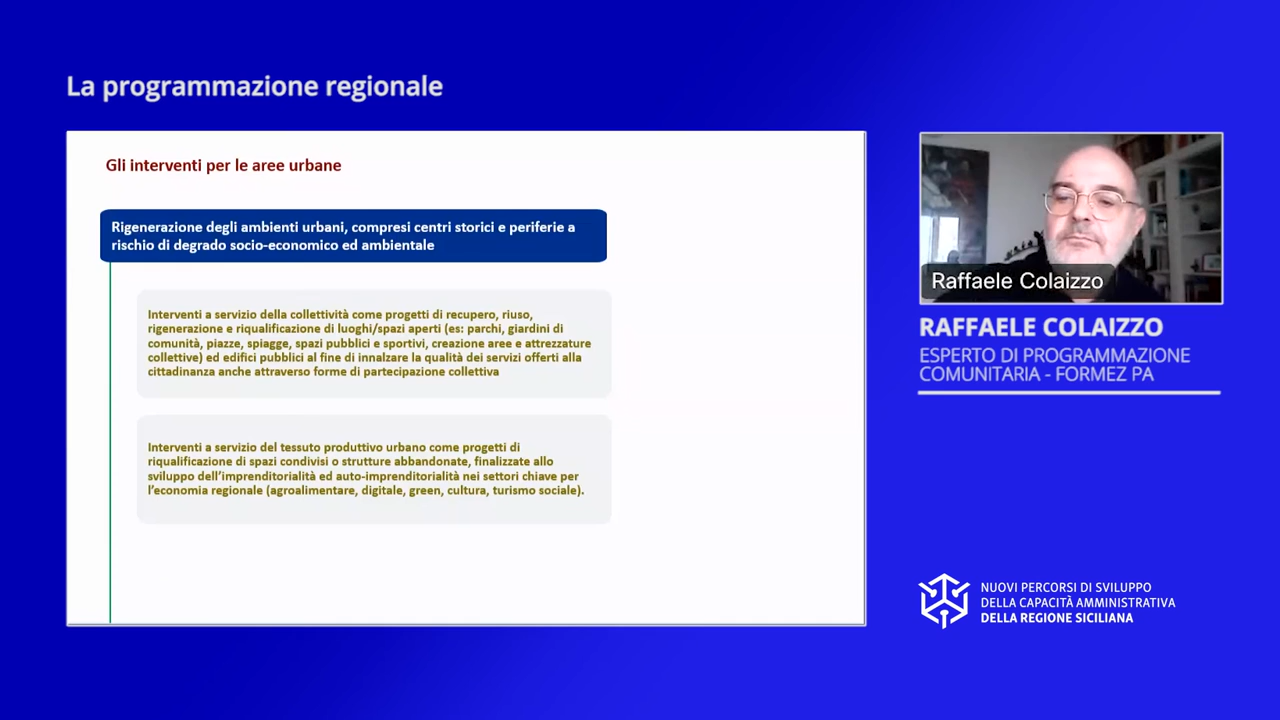 La programmazione regionale
Gli interventi per le aree urbane
Rigenerazione degli ambienti urbani, compresi centri storici e periferie a
rischio di degrado socio-economico ed ambientale
Interventi a servizio della collettività come progetti di recupero, riuso,
rigenerazione e riqualificazione di luoghi/spazi aperti (es: parchi, giardini di
comunità, piazze, spiagge, spazi pubblici e sportivi, creazione aree e attrezzature
collettive) ed edifici pubblici al fine di innalzare la qualità dei servizi offerti alla
cittadinanza anche attraverso forme di partecipazione collettiva
Interventi a servizio del tessuto produttivo urbano come progetti di
riqualificazione di spazi condivisi o strutture abbandonate, finalizzate allo
sviluppo dell'imprenditorialità ed auto-imprenditorialità nei settori chiave per
l'economia regionale (agroalimentare, digitale, green, cultura, turismo sociale).
Raffaele Colaizzo
RAFFAELE COLAIZZO
ESPERTO DI PROGRAMMAZIONE
COMUNITARIA - FORMEZ PA
NUOVI PERCORSI DI SVILUPPO
DELLA CAPACITÀ AMMINISTRATIVA
DELLA REGIONE SICILIANA